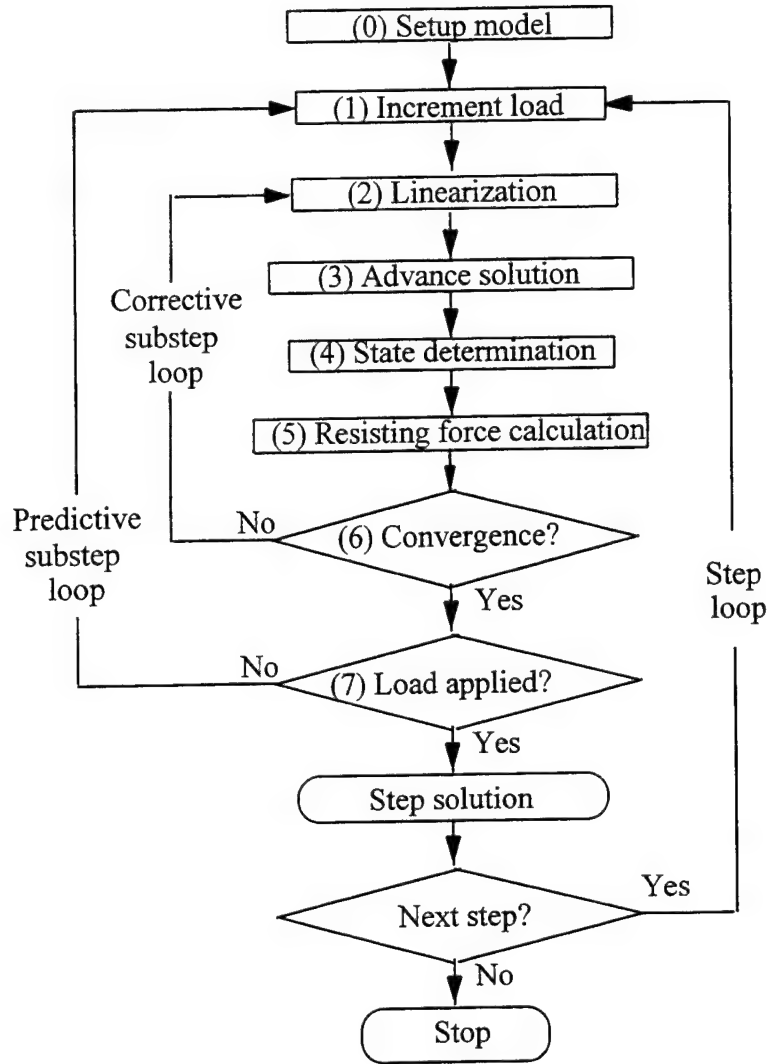 (0) Setup model
(1) Increment load
(2) Linearization
(3) Advance solution
Corrective
substep
loop
(4) State determination
(5) Resisting force calculation
Predictive
substep
loop
No
(6) Convergence?
Step
loop
Yes
No
(7) Load applied?
Yes
Step solution
Yes
Next step?
No
Stop